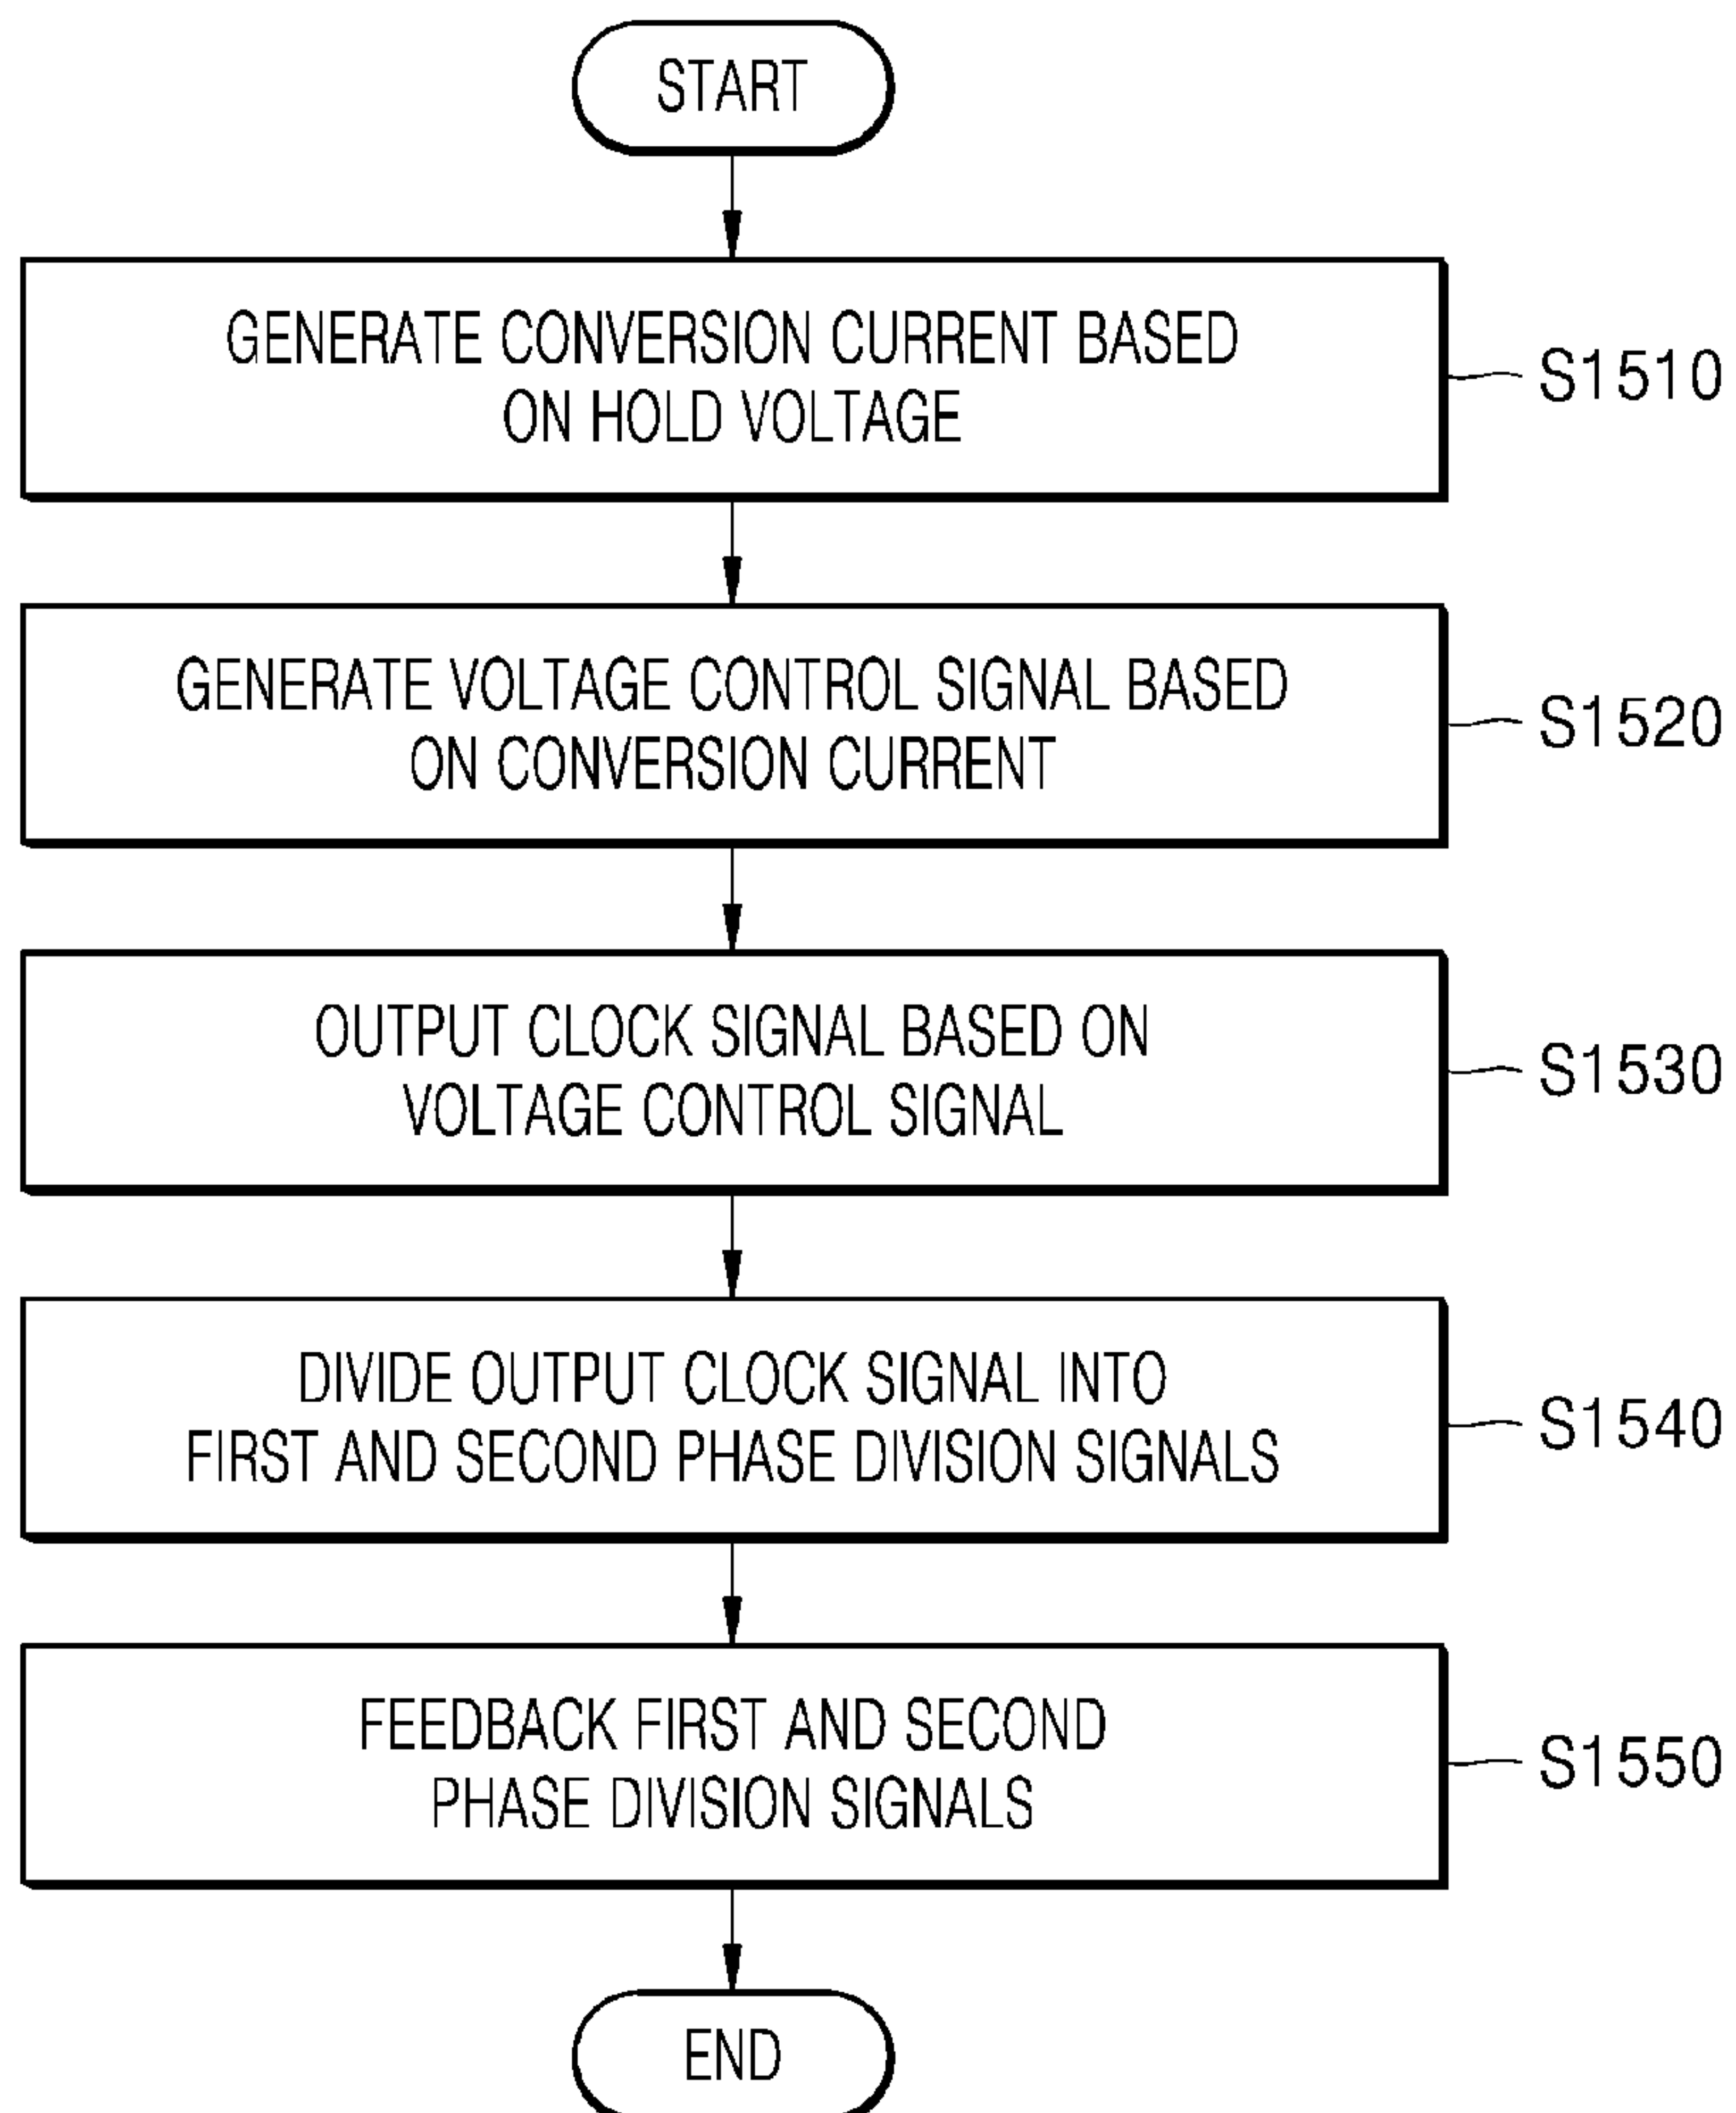 START
GENERATE CONVERSION CURRENT BASED
ON HOLD VOLTAGE
S1510
GENERATE VOLTAGE CONTROL SIGNAL BASED
ON CONVERSION CURRENT
S1520
OUTPUT CLOCK SIGNAL BASED ON
VOLTAGE CONTROL SIGNAL
S1530
DIVIDE OUTPUT CLOCK SIGNAL INTO
FIRST AND SECOND PHASE DIVISION SIGNALS
S1540
FEEDBACK FIRST AND SECOND
PHASE DIVISION SIGNALS
S1550
END